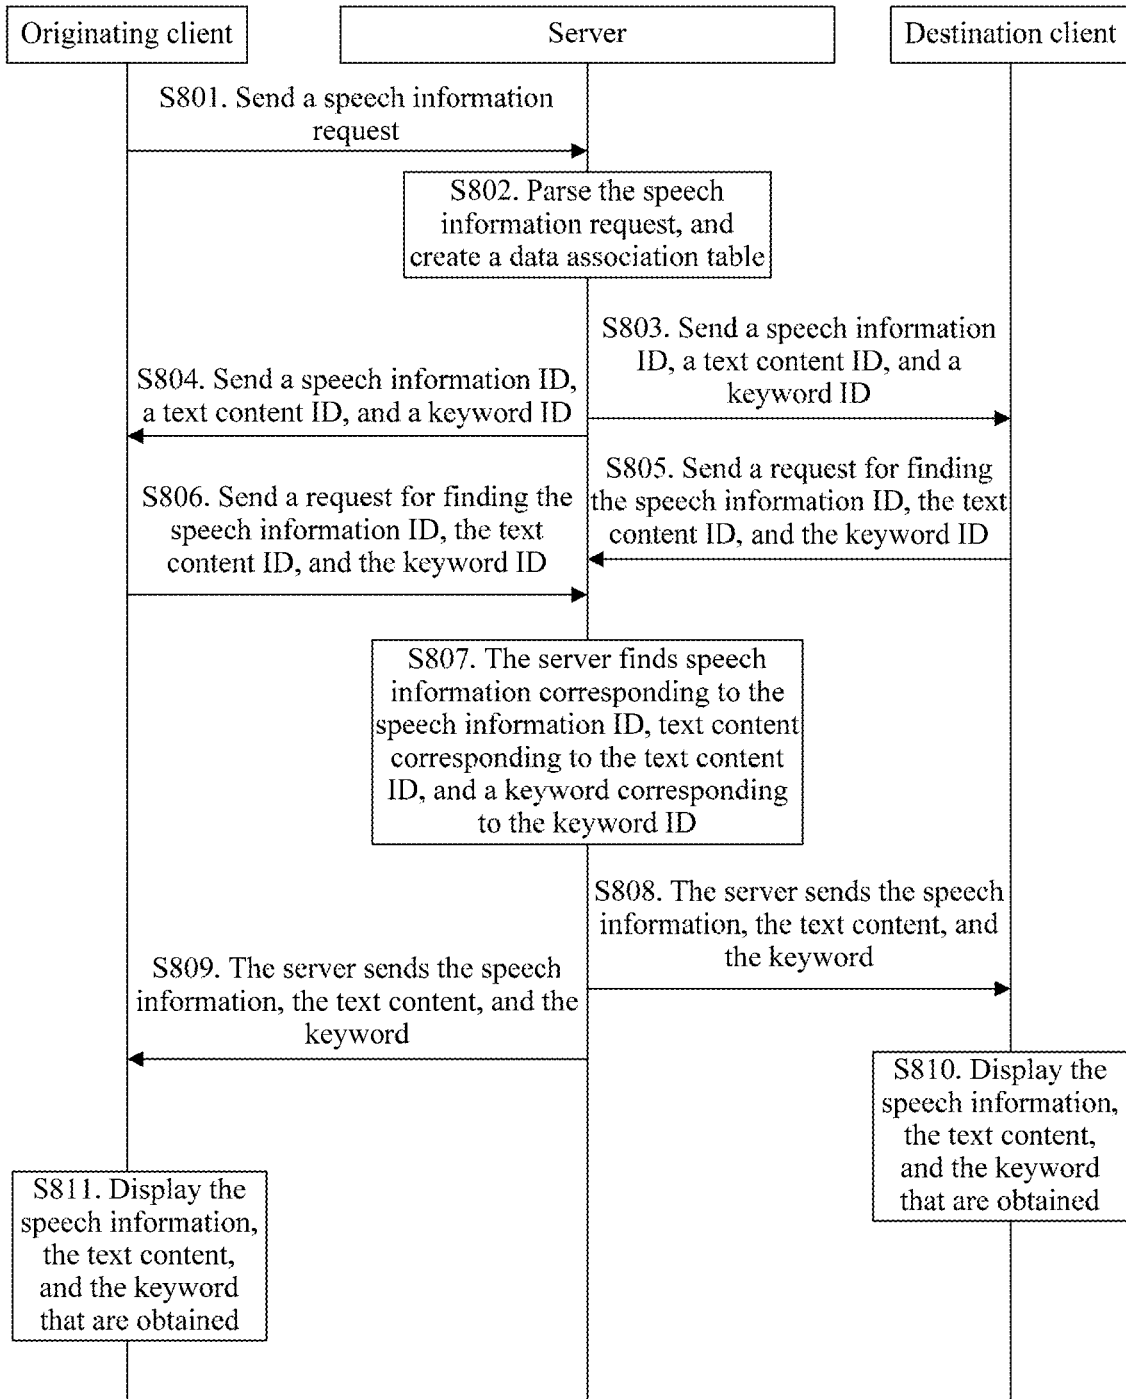 Originating client
Server
Destination client
S801. Send a speech information
request
S802. Parse the speech
information request, and
create a data association table
S803. Send a speech information
ID, a text content ID, and a
keyword ID
S804. Send a speech information ID,
a text content ID, and a keyword ID
S805. Send a request for finding
the speech information ID, the text
content ID, and the keyword ID
S806. Send a request for finding the
speech information ID, the text
content ID, and the keyword ID
S807. The server finds speech
information corresponding to the
speech information ID, text content
corresponding to the text content
ID, and a keyword corresponding
to the keyword ID
S808. The server sends the speech
information, the text content, and
the keyword
S809. The server sends the speech
information, the text content, and the
keyword
S810. Display the
speech information,
the text content,
and the keyword
that are obtained
S811. Display the
speech information,
the text content,
and the keyword
that are obtained